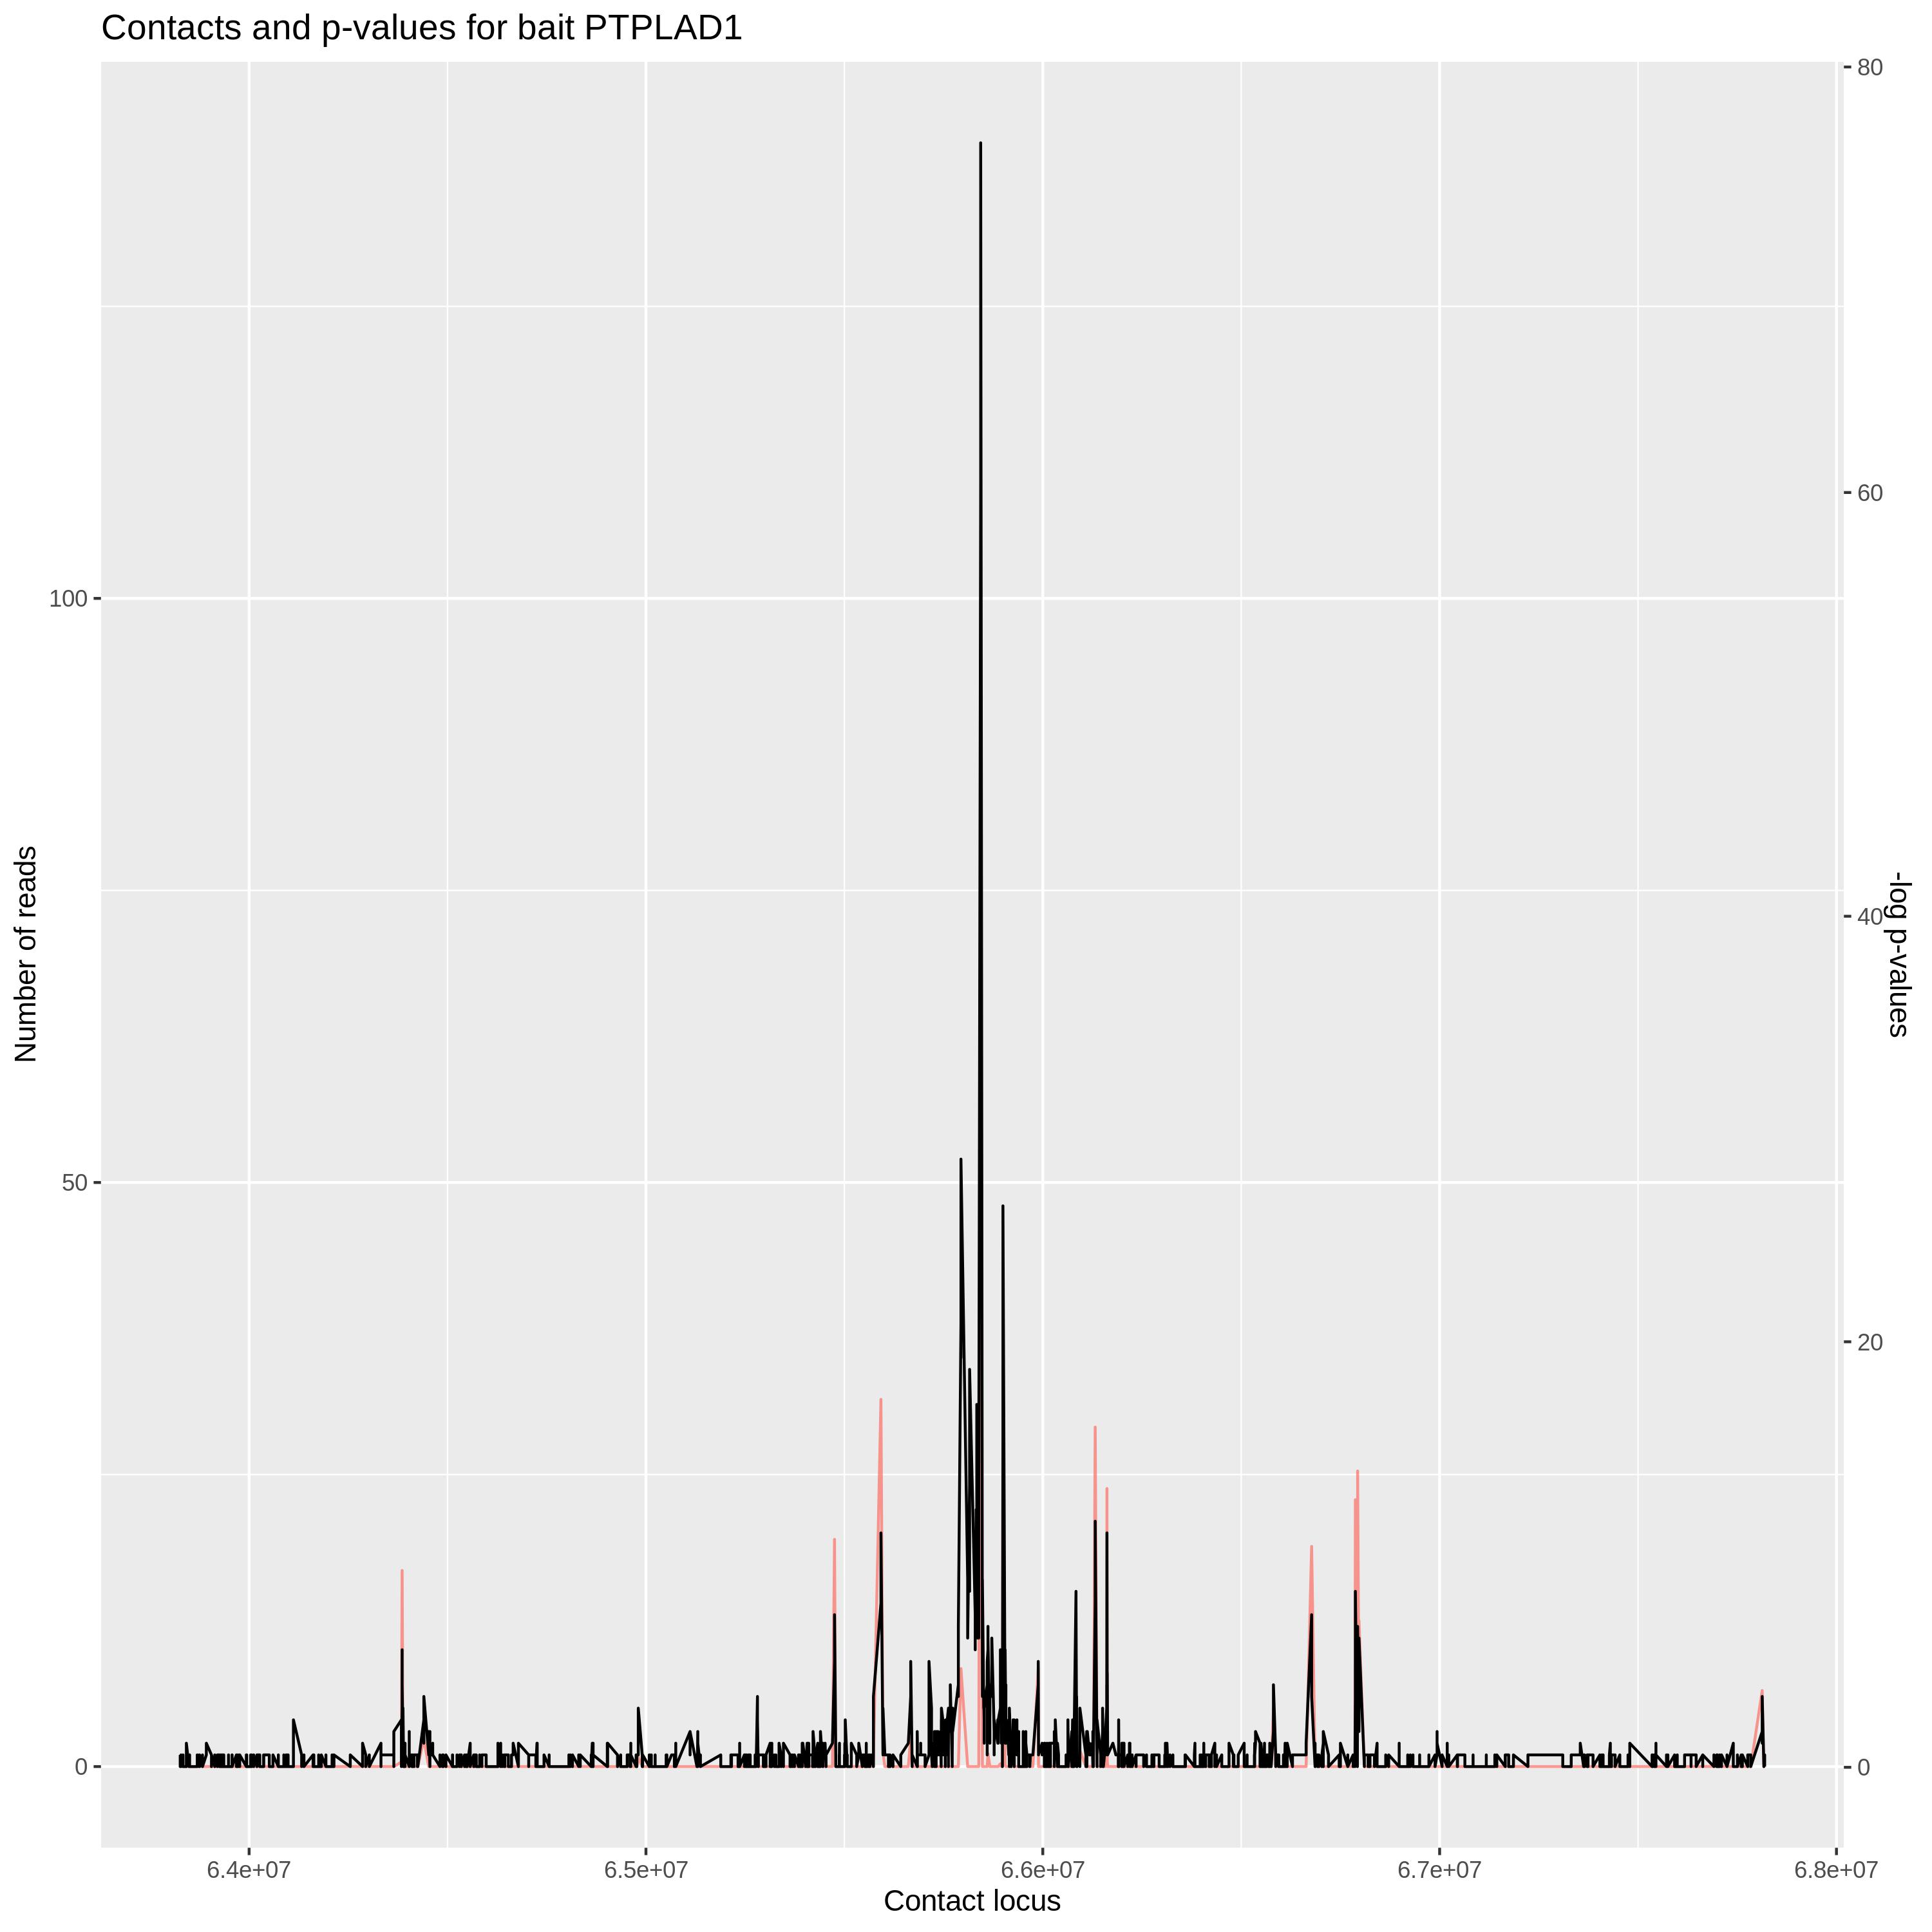 Contacts and p-values for bait PTPLAD1
80
60
100
40
50
20
0
0
Number of reads
-log p-values
6.4e+07
6.5e+07
6.6e+07
6.7e+07
6.8e+07
Contact locus